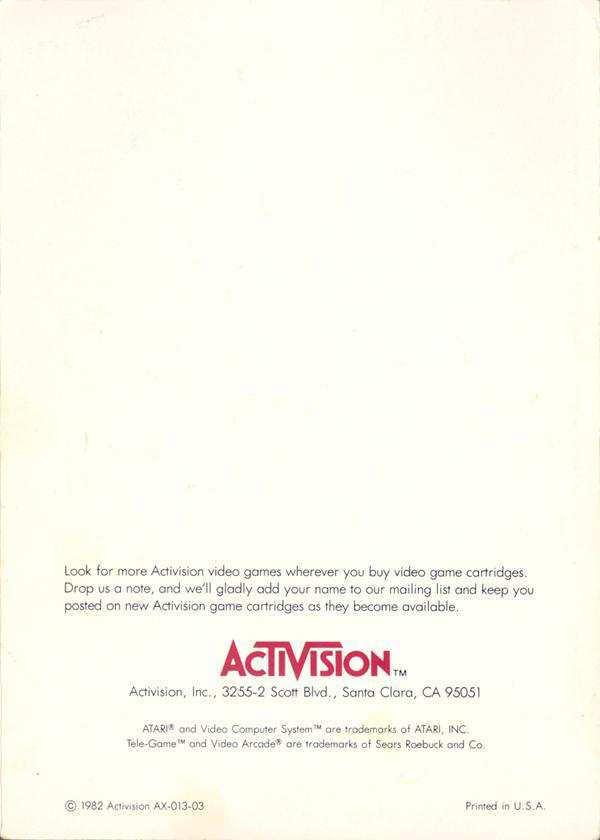 Look for more Activision video games wherever you buy video game cartridges.
Drop us a note, and we'll gladly add your name to our mailing list and keep you
posted on new Activision game cartridges as they become available.
ACTIVISION™
Activision, Inc., 3255-2 Scott Blvd., Santa Clara, CA 95051
ATARI® and Video Computer System™ are trademarks of ATARI, INC.
Tele-Game™ and Video Arcade® are trademarks of Sears Roebuck and Co.
© 1982 Activision AX-013-03
Printed in U.S.A.